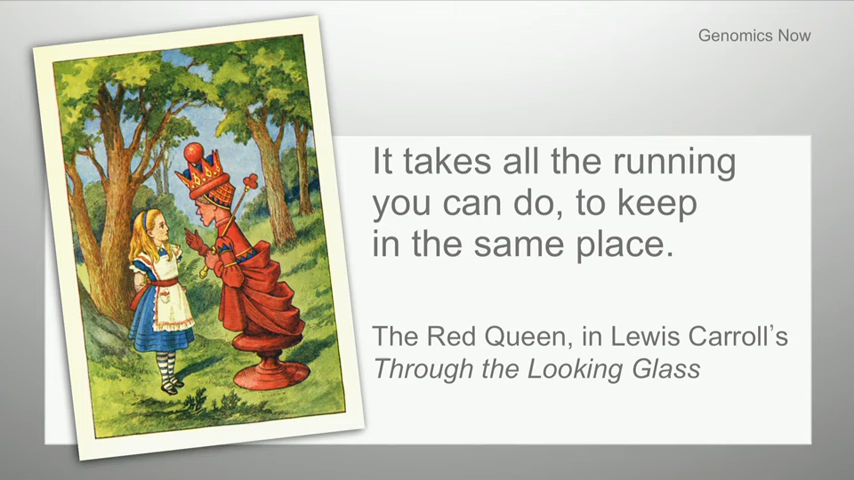 Genomics Now
It takes all the running
you can do, to keep
in the same place.
The Red Queen, in Lewis Carroll’s
Through the Looking Glass